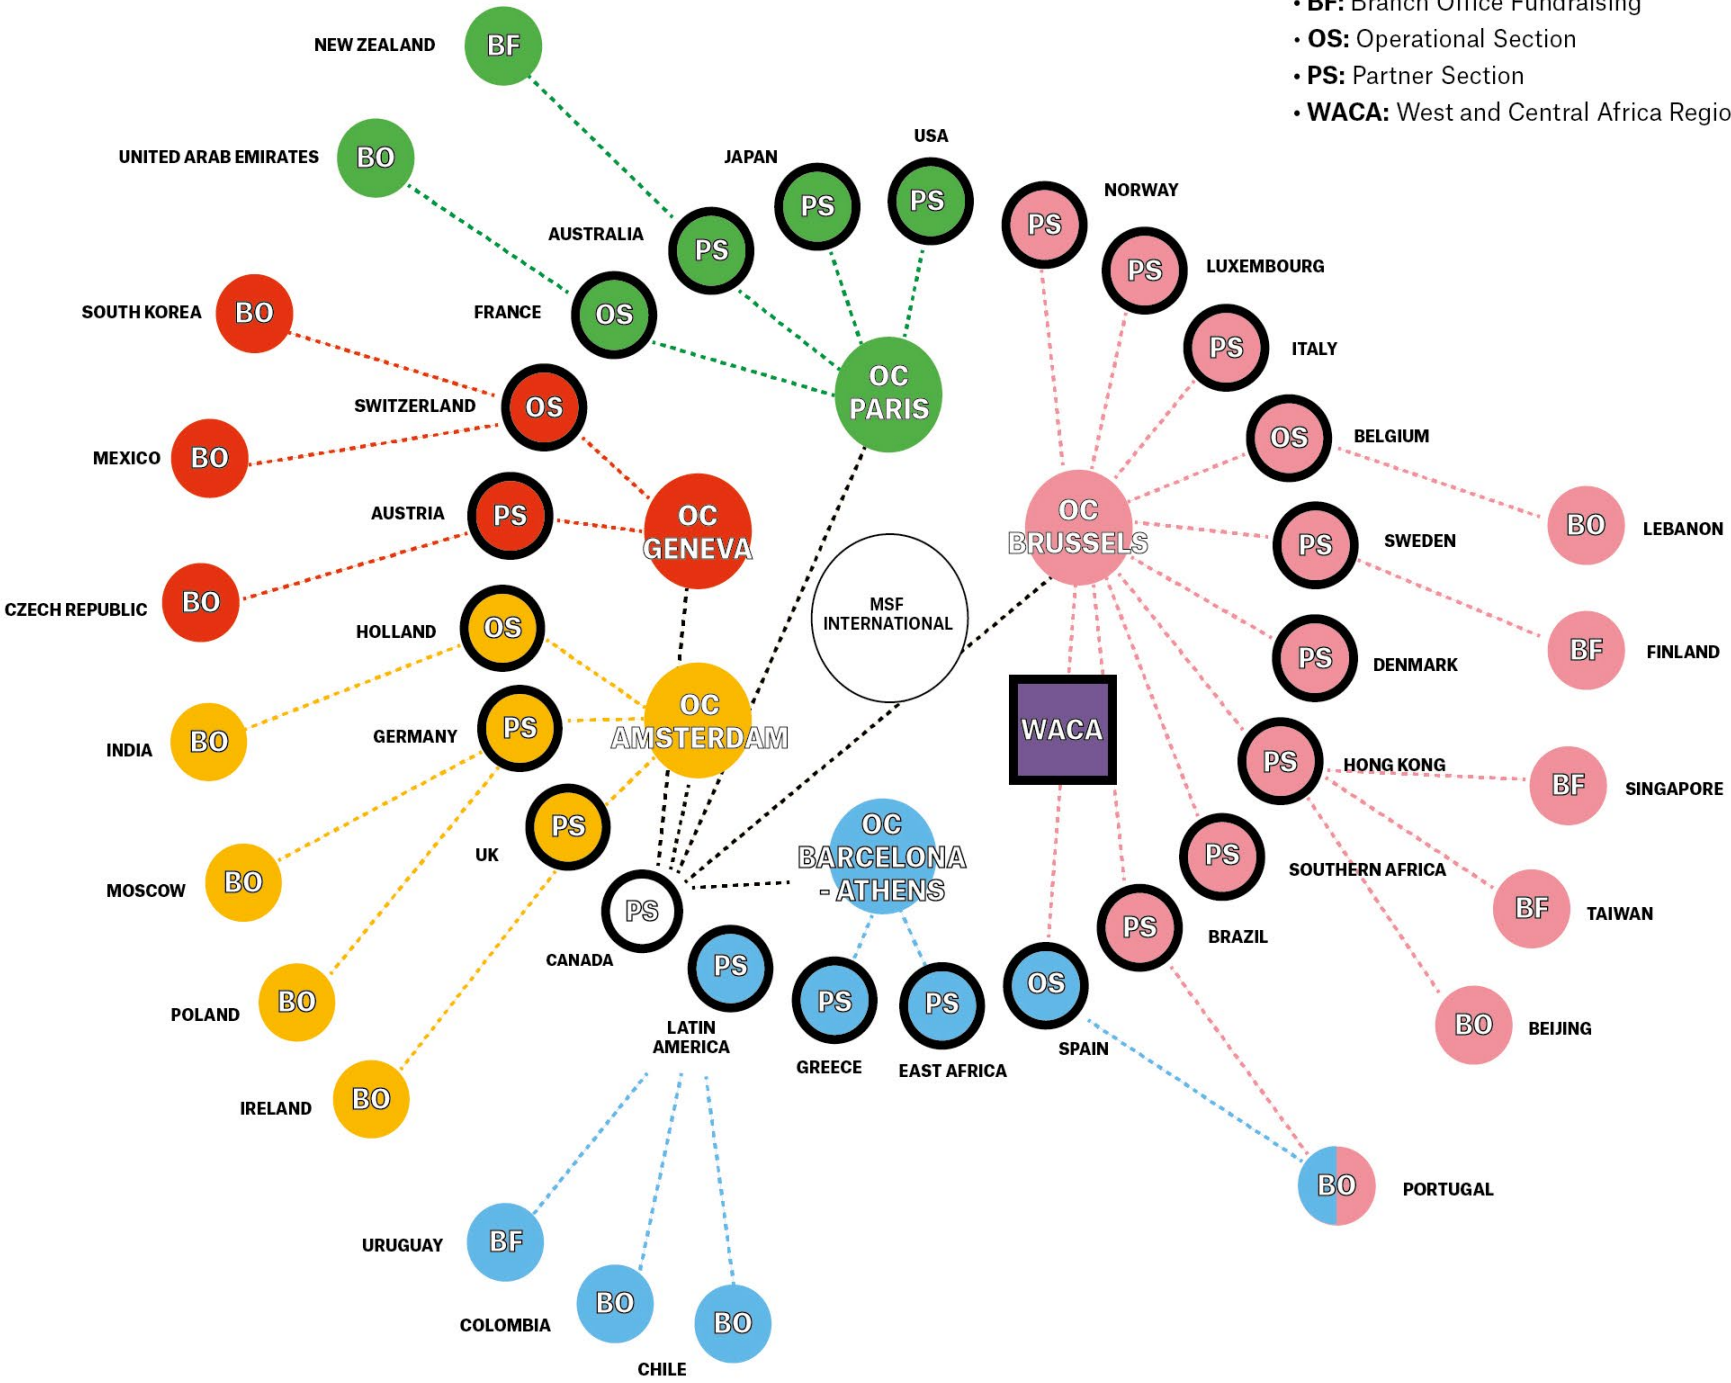 • BF: Branch Office Fundraising
• OS: Operational Section
• PS: Partner Section
• WACA: West and Central Africa Regio
NEW ZEALAND
BF
UNITED ARAB EMIRATES
BO
JAPAN
PS
USA
PS
AUSTRALIA
PS
FRANCE
OS
OC
PARIS
SOUTH KOREA
BO
SWITZERLAND
OS
MEXICO
BO
AUSTRIA
PS
CZECH REPUBLIC
BO
OC
GENEVA
HOLLAND
OS
INDIA
BO
GERMANY
PS
OC
AMSTERDAM
MOSCOW
BO
UK
PS
POLAND
BO
IRELAND
BO
MSF
INTERNATIONAL
PS
CANADA
OC
BARCELONA
- ATHENS
PS
LATIN
AMERICA
PS
GREECE
PS
EAST AFRICA
OS
SPAIN
URUGUAY
BF
COLOMBIA
BO
CHILE
BO
PS
NORWAY
PS
LUXEMBOURG
PS
ITALY
OS
BELGIUM
OC
BRUSSELS
PS
SWEDEN
BO
LEBANON
PS
DENMARK
BF
FINLAND
WACA
PS
HONG KONG
BF
SINGAPORE
PS
SOUTHERN AFRICA
BF
TAIWAN
PS
BRAZIL
BO
BEIJING
BO
PORTUGAL